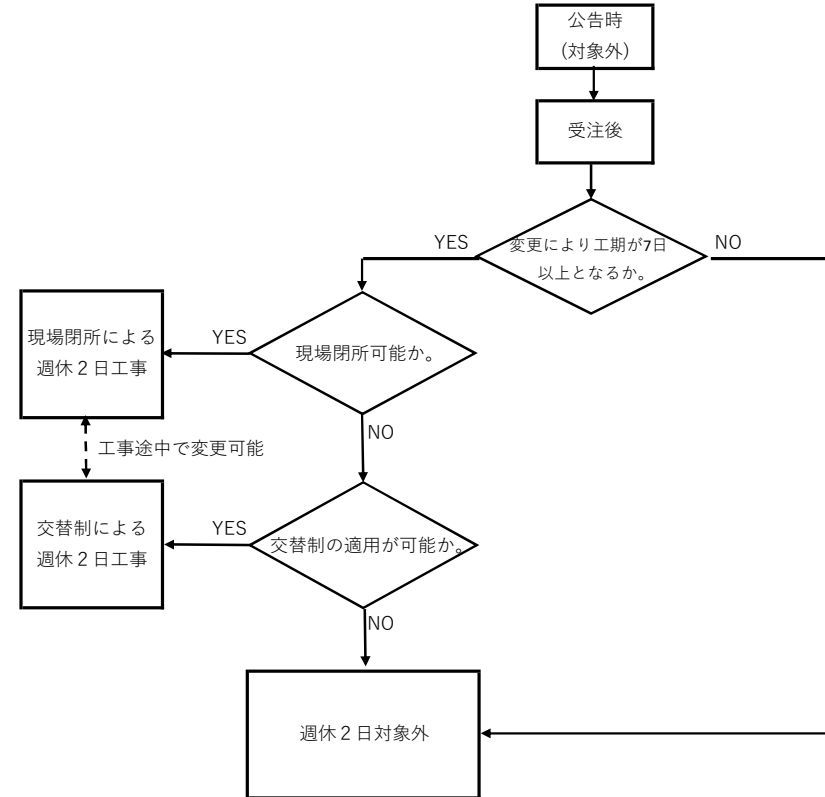 公告時
(対象外)
受注後
YES
変更により工期が7日
以上となるか。
NO
現場閉所による
週休２日工事
YES
現場閉所可能か。
NO
工事途中で変更可能
交替制による
週休２日工事
YES
交替制の適用が可能か。
NO
週休２日対象外